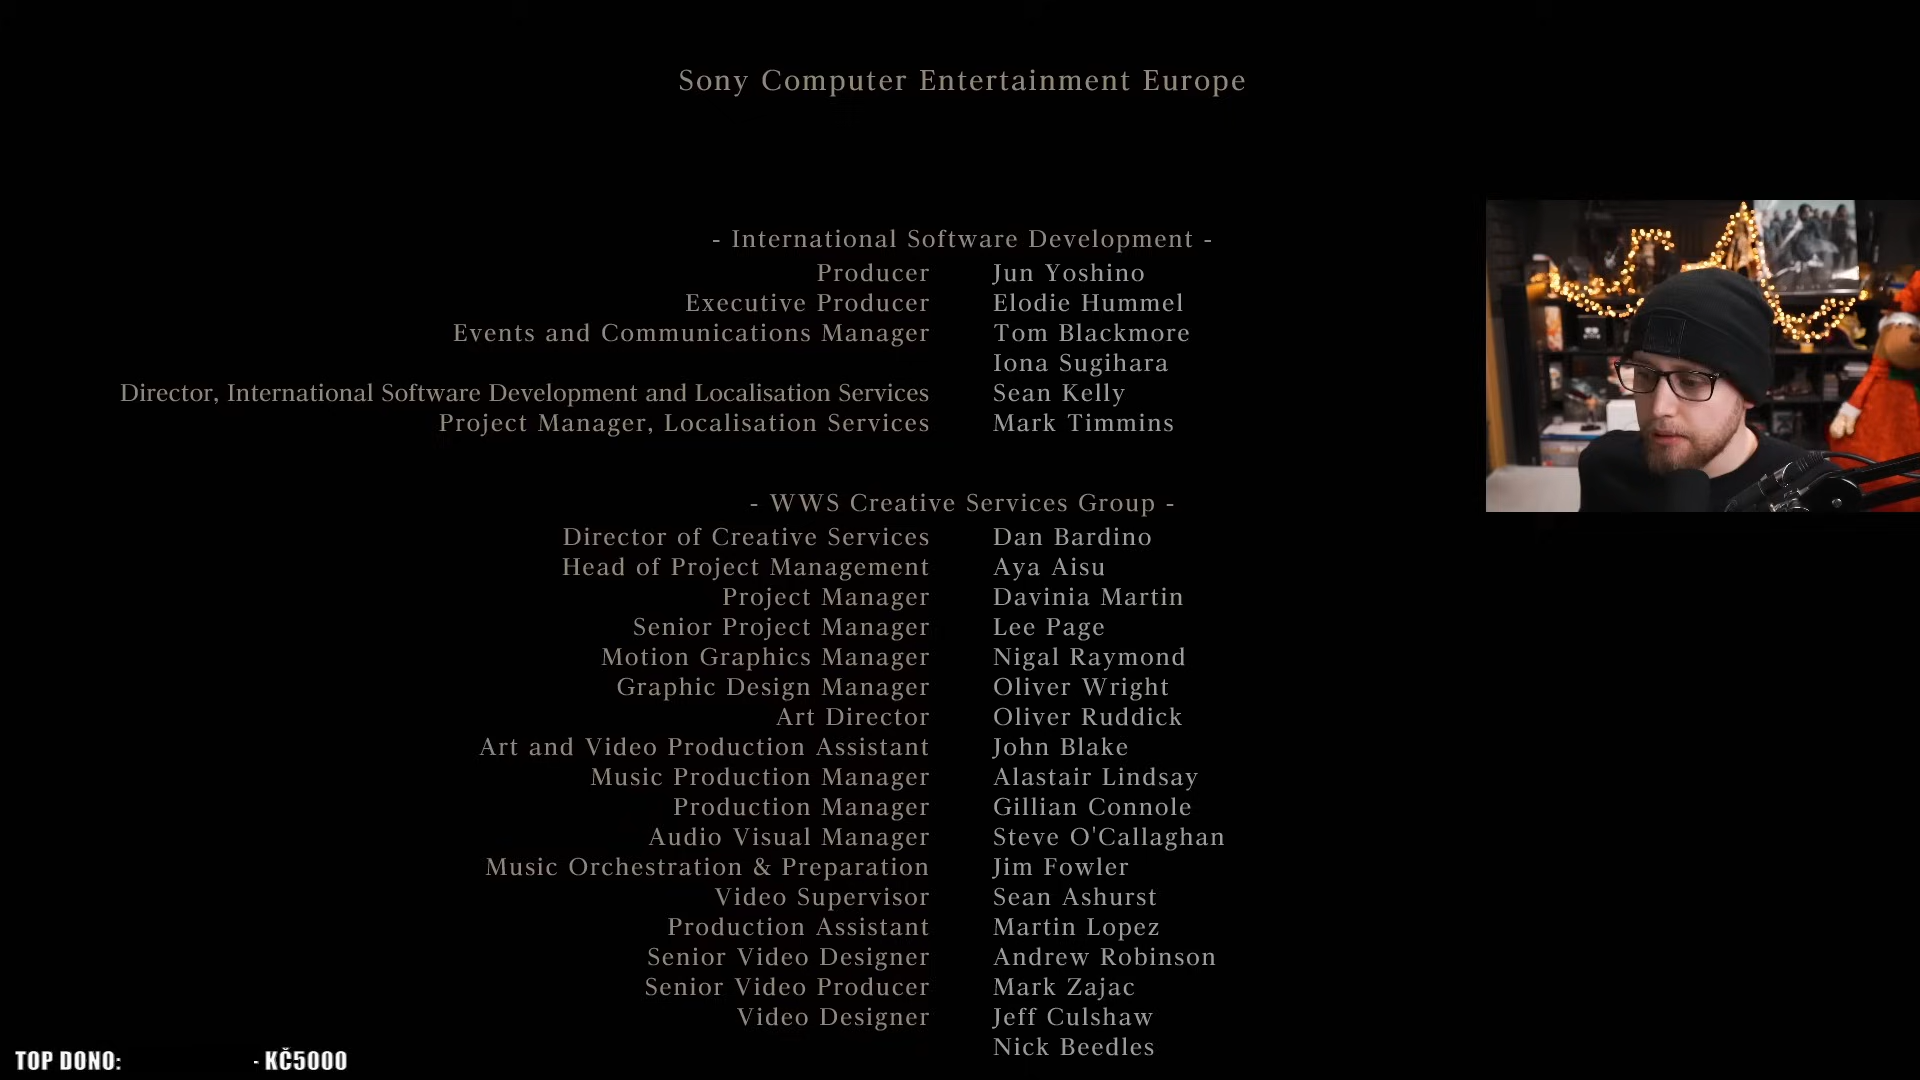 Sony Computer Entertainment Europe
- International Software Development -
Producer Jun Yoshino
Executive Producer Elodie Hummel
Events and Communications Manager Tom Blackmore
Iona Sugihara
Director, International Software Development and Localisation Services Sean Kelly
Project Manager, Localisation Services Mark Timmins
- WWS Creative Services Group -
Director of Creative Services Dan Bardino
Head of Project Management Aya Aisu
Project Manager Davinia Martin
Senior Project Manager Lee Page
Motion Graphics Manager Nigal Raymond
Graphic Design Manager Oliver Wright
Art Director Oliver Ruddick
Art and Video Production Assistant John Blake
Music Production Manager Alastair Lindsay
Production Manager Gillian Connole
Audio Visual Manager Steve O'Callaghan
Music Orchestration & Preparation Jim Fowler
Video Supervisor Sean Ashurst
Production Assistant Martin Lopez
Senior Video Designer Andrew Robinson
Senior Video Producer Mark Zajac
Video Designer Jeff Culshaw
Nick Beedles
TOP DONO: - KČ5000